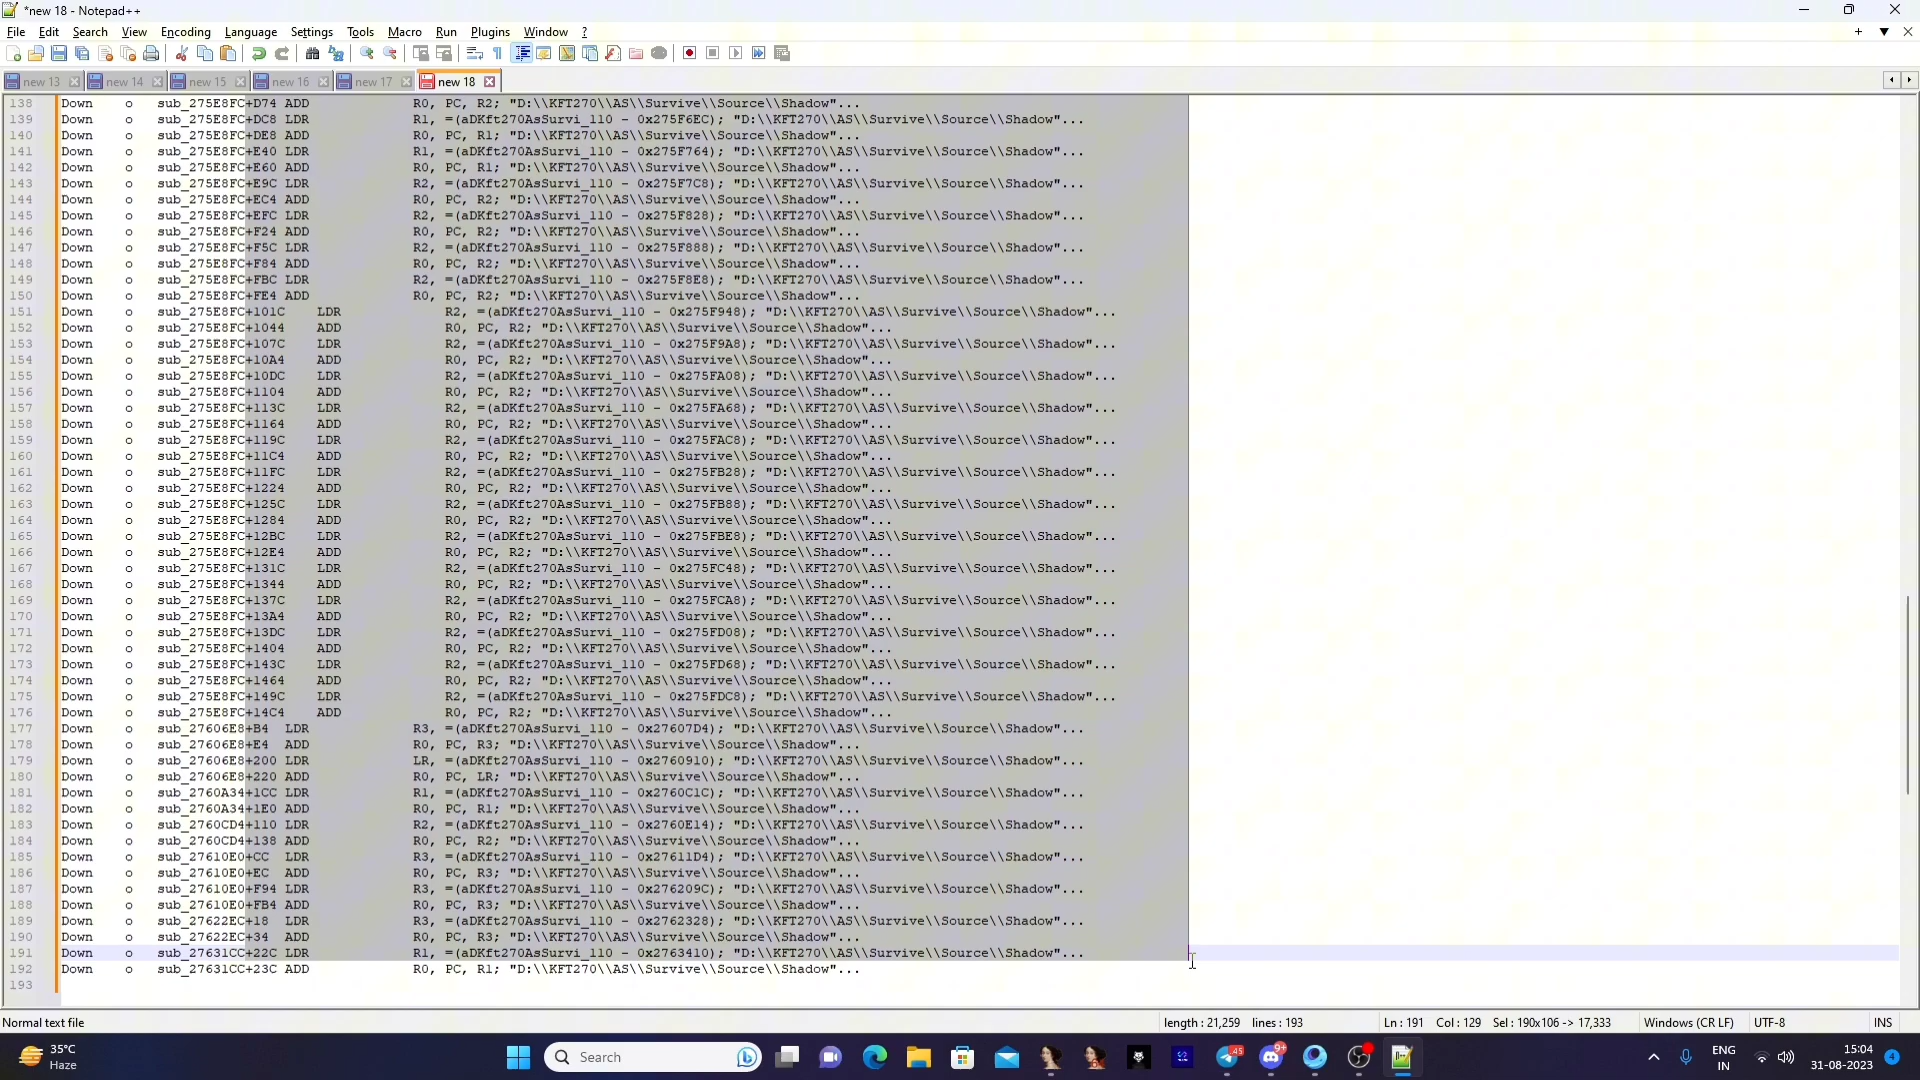 *new 18 - Notepad++
File Edit Search View Encoding Language Settings Tools Macro Run Plugins Window ?
new 13 new 14 new 15 new 16 new 17 new 18
138 Down o sub_275E8FC+D74 ADD R0, PC, R2; "D:\\KFT270\\AS\\Survive\\Source\\Shadow"...
139 Down o sub_275E8FC+DC8 LDR R1, =(aDKft270AsSurvi_110 - 0x275F6EC); "D:\\KFT270\\AS\\Survive\\Source\\Shadow"...
140 Down o sub_275E8FC+DE8 ADD R0, PC, R1; "D:\\KFT270\\AS\\Survive\\Source\\Shadow"...
141 Down o sub_275E8FC+E40 LDR R1, =(aDKft270AsSurvi_110 - 0x275F764); "D:\\KFT270\\AS\\Survive\\Source\\Shadow"...
142 Down o sub_275E8FC+E60 ADD R0, PC, R1; "D:\\KFT270\\AS\\Survive\\Source\\Shadow"...
143 Down o sub_275E8FC+E9C LDR R2, =(aDKft270AsSurvi_110 - 0x275F7C8); "D:\\KFT270\\AS\\Survive\\Source\\Shadow"...
144 Down o sub_275E8FC+EC4 ADD R0, PC, R2; "D:\\KFT270\\AS\\Survive\\Source\\Shadow"...
145 Down o sub_275E8FC+EFC LDR R2, =(aDKft270AsSurvi_110 - 0x275F828); "D:\\KFT270\\AS\\Survive\\Source\\Shadow"...
146 Down o sub_275E8FC+F24 ADD R0, PC, R2; "D:\\KFT270\\AS\\Survive\\Source\\Shadow"...
147 Down o sub_275E8FC+F5C LDR R2, =(aDKft270AsSurvi_110 - 0x275F888); "D:\\KFT270\\AS\\Survive\\Source\\Shadow"...
148 Down o sub_275E8FC+F84 ADD R0, PC, R2; "D:\\KFT270\\AS\\Survive\\Source\\Shadow"...
149 Down o sub_275E8FC+FBC LDR R2, =(aDKft270AsSurvi_110 - 0x275F8E8); "D:\\KFT270\\AS\\Survive\\Source\\Shadow"...
150 Down o sub_275E8FC+FE4 ADD R0, PC, R2; "D:\\KFT270\\AS\\Survive\\Source\\Shadow"...
151 Down o sub_275E8FC+101C LDR R2, =(aDKft270AsSurvi_110 - 0x275F948); "D:\\KFT270\\AS\\Survive\\Source\\Shadow"...
152 Down o sub_275E8FC+1044 ADD R0, PC, R2; "D:\\KFT270\\AS\\Survive\\Source\\Shadow"...
153 Down o sub_275E8FC+107C LDR R2, =(aDKft270AsSurvi_110 - 0x275F9A8); "D:\\KFT270\\AS\\Survive\\Source\\Shadow"...
154 Down o sub_275E8FC+10A4 ADD R0, PC, R2; "D:\\KFT270\\AS\\Survive\\Source\\Shadow"...
155 Down o sub_275E8FC+10DC LDR R2, =(aDKft270AsSurvi_110 - 0x275FA08); "D:\\KFT270\\AS\\Survive\\Source\\Shadow"...
156 Down o sub_275E8FC+1104 ADD R0, PC, R2; "D:\\KFT270\\AS\\Survive\\Source\\Shadow"...
157 Down o sub_275E8FC+113C LDR R2, =(aDKft270AsSurvi_110 - 0x275FA68); "D:\\KFT270\\AS\\Survive\\Source\\Shadow"...
158 Down o sub_275E8FC+1164 ADD R0, PC, R2; "D:\\KFT270\\AS\\Survive\\Source\\Shadow"...
159 Down o sub_275E8FC+119C LDR R2, =(aDKft270AsSurvi_110 - 0x275FAC8); "D:\\KFT270\\AS\\Survive\\Source\\Shadow"...
160 Down o sub_275E8FC+11C4 ADD R0, PC, R2; "D:\\KFT270\\AS\\Survive\\Source\\Shadow"...
161 Down o sub_275E8FC+11FC LDR R2, =(aDKft270AsSurvi_110 - 0x275FB28); "D:\\KFT270\\AS\\Survive\\Source\\Shadow"...
162 Down o sub_275E8FC+1224 ADD R0, PC, R2; "D:\\KFT270\\AS\\Survive\\Source\\Shadow"...
163 Down o sub_275E8FC+125C LDR R2, =(aDKft270AsSurvi_110 - 0x275FB88); "D:\\KFT270\\AS\\Survive\\Source\\Shadow"...
164 Down o sub_275E8FC+1284 ADD R0, PC, R2; "D:\\KFT270\\AS\\Survive\\Source\\Shadow"...
165 Down o sub_275E8FC+12BC LDR R2, =(aDKft270AsSurvi_110 - 0x275FBE8); "D:\\KFT270\\AS\\Survive\\Source\\Shadow"...
166 Down o sub_275E8FC+12E4 ADD R0, PC, R2; "D:\\KFT270\\AS\\Survive\\Source\\Shadow"...
167 Down o sub_275E8FC+131C LDR R2, =(aDKft270AsSurvi_110 - 0x275FC48); "D:\\KFT270\\AS\\Survive\\Source\\Shadow"...
168 Down o sub_275E8FC+1344 ADD R0, PC, R2; "D:\\KFT270\\AS\\Survive\\Source\\Shadow"...
169 Down o sub_275E8FC+137C LDR R2, =(aDKft270AsSurvi_110 - 0x275FCA8); "D:\\KFT270\\AS\\Survive\\Source\\Shadow"...
170 Down o sub_275E8FC+13A4 ADD R0, PC, R2; "D:\\KFT270\\AS\\Survive\\Source\\Shadow"...
171 Down o sub_275E8FC+13DC LDR R2, =(aDKft270AsSurvi_110 - 0x275FD08); "D:\\KFT270\\AS\\Survive\\Source\\Shadow"...
172 Down o sub_275E8FC+1404 ADD R0, PC, R2; "D:\\KFT270\\AS\\Survive\\Source\\Shadow"...
173 Down o sub_275E8FC+143C LDR R2, =(aDKft270AsSurvi_110 - 0x275FD68); "D:\\KFT270\\AS\\Survive\\Source\\Shadow"...
174 Down o sub_275E8FC+1464 ADD R0, PC, R2; "D:\\KFT270\\AS\\Survive\\Source\\Shadow"...
175 Down o sub_275E8FC+149C LDR R2, =(aDKft270AsSurvi_110 - 0x275FDC8); "D:\\KFT270\\AS\\Survive\\Source\\Shadow"...
176 Down o sub_275E8FC+14C4 ADD R0, PC, R2; "D:\\KFT270\\AS\\Survive\\Source\\Shadow"...
177 Down o sub_27606E8+B4 LDR R3, =(aDKft270AsSurvi_110 - 0x27607D4); "D:\\KFT270\\AS\\Survive\\Source\\Shadow"...
178 Down o sub_27606E8+E4 ADD R0, PC, R3; "D:\\KFT270\\AS\\Survive\\Source\\Shadow"...
179 Down o sub_27606E8+200 LDR LR, =(aDKft270AsSurvi_110 - 0x2760910); "D:\\KFT270\\AS\\Survive\\Source\\Shadow"...
180 Down o sub_27606E8+220 ADD R0, PC, LR; "D:\\KFT270\\AS\\Survive\\Source\\Shadow"...
181 Down o sub_2760A34+1CC LDR R1, =(aDKft270AsSurvi_110 - 0x2760C1C); "D:\\KFT270\\AS\\Survive\\Source\\Shadow"...
182 Down o sub_2760A34+1E0 ADD R0, PC, R1; "D:\\KFT270\\AS\\Survive\\Source\\Shadow"...
183 Down o sub_2760CD4+110 LDR R2, =(aDKft270AsSurvi_110 - 0x2760E14); "D:\\KFT270\\AS\\Survive\\Source\\Shadow"...
184 Down o sub_2760CD4+138 ADD R0, PC, R2; "D:\\KFT270\\AS\\Survive\\Source\\Shadow"...
185 Down o sub_27610E0+CC LDR R3, =(aDKft270AsSurvi_110 - 0x27611D4); "D:\\KFT270\\AS\\Survive\\Source\\Shadow"...
186 Down o sub_27610E0+EC ADD R0, PC, R3; "D:\\KFT270\\AS\\Survive\\Source\\Shadow"...
187 Down o sub_27610E0+F94 LDR R3, =(aDKft270AsSurvi_110 - 0x276209C); "D:\\KFT270\\AS\\Survive\\Source\\Shadow"...
188 Down o sub_27610E0+FB4 ADD R0, PC, R3; "D:\\KFT270\\AS\\Survive\\Source\\Shadow"...
189 Down o sub_27622EC+18 LDR R3, =(aDKft270AsSurvi_110 - 0x2762328); "D:\\KFT270\\AS\\Survive\\Source\\Shadow"...
190 Down o sub_27622EC+34 ADD R0, PC, R3; "D:\\KFT270\\AS\\Survive\\Source\\Shadow"...
191 Down o sub_27631CC+22C LDR R1, =(aDKft270AsSurvi_110 - 0x2763410); "D:\\KFT270\\AS\\Survive\\Source\\Shadow"...
192 Down o sub_27631CC+23C ADD R0, PC, R1; "D:\\KFT270\\AS\\Survive\\Source\\Shadow"...
193
Normal text file length : 21,259 lines : 193 Ln : 191 Col : 129 Sel : 190x106 -> 17,333 Windows (CR LF) UTF-8 INS
35°C Search 45 9+ ENG 15:04
Haze IN 31-08-2023 4